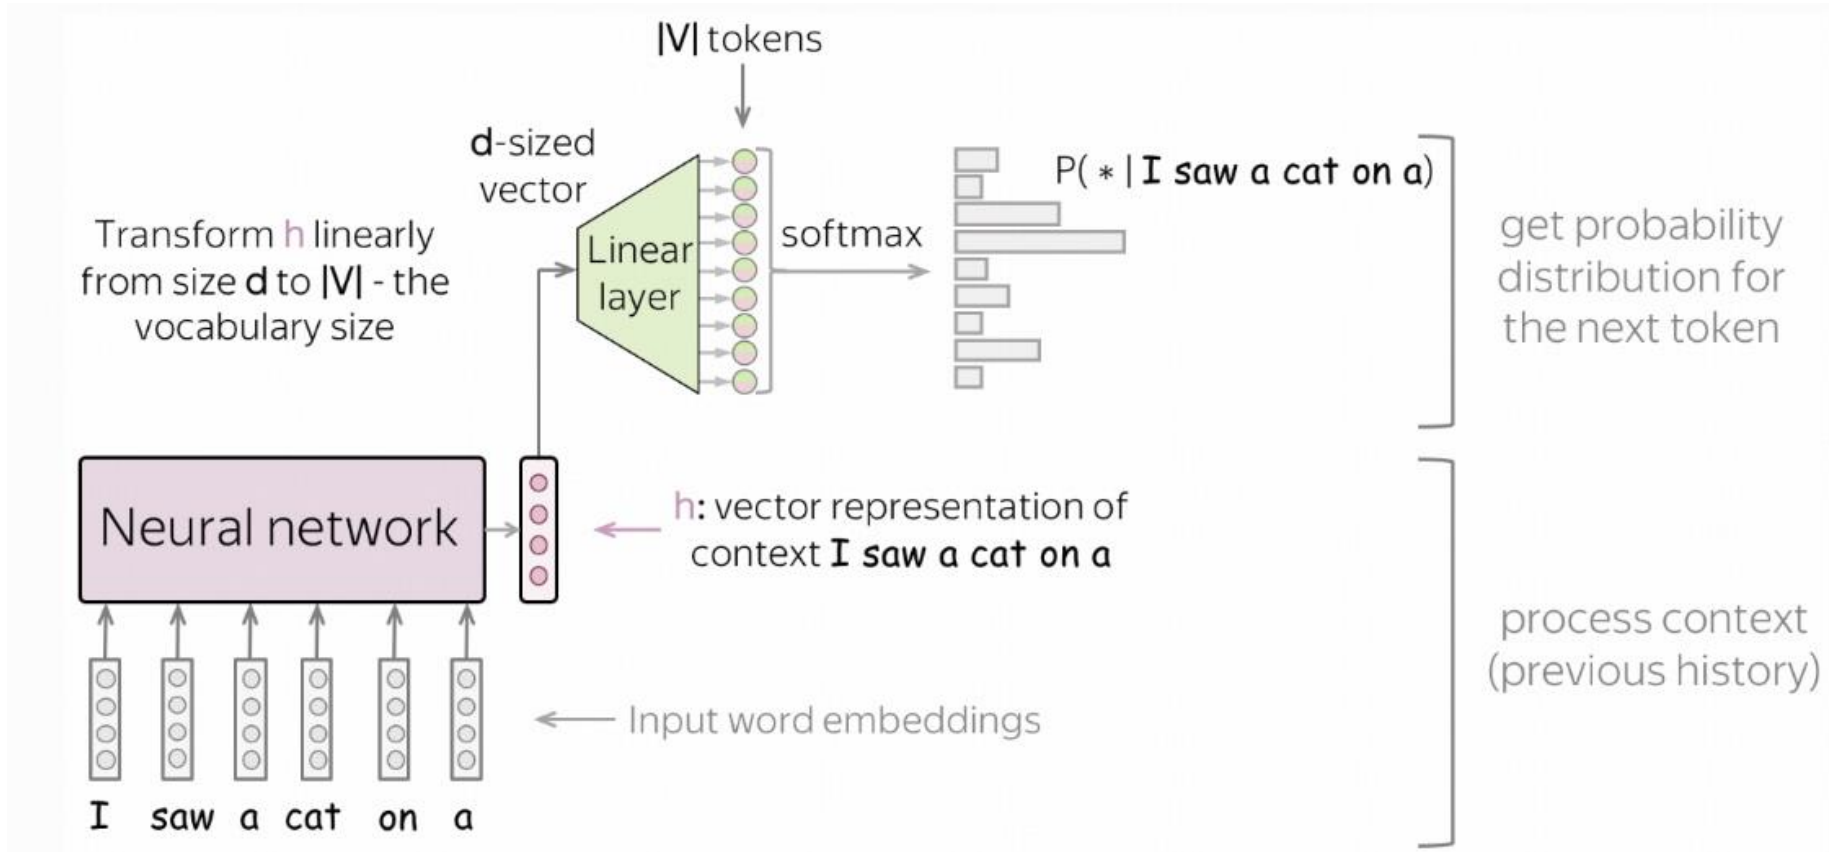 |V| tokens
d-sized
vector
Transform h linearly
from size d to |V| - the
vocabulary size
Linear
layer
softmax
P( * | I saw a cat on a)
get probability
distribution for
the next token
Neural network
h: vector representation of
context I saw a cat on a
process context
(previous history)
Input word embeddings
I saw a cat on a